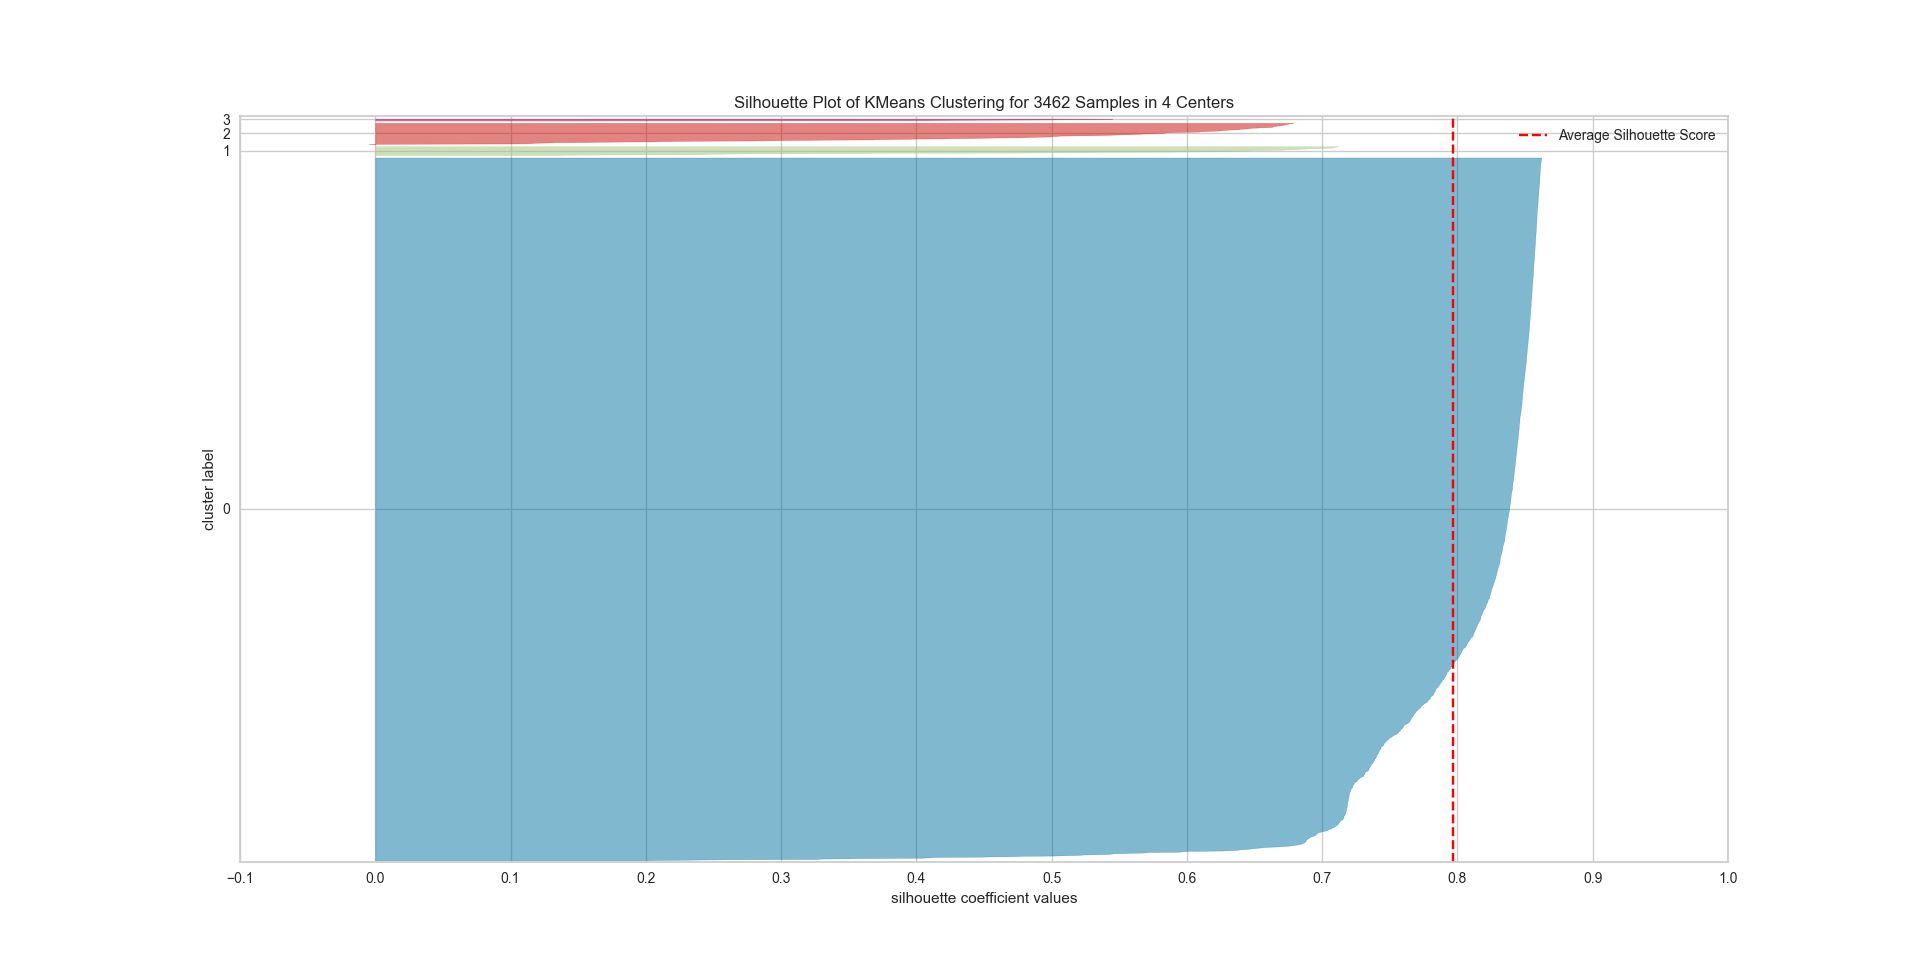 Silhouette Plot of KMeans Clustering for 3462 Samples in 4 Centers
3
2
1
0
cluster label
Average Silhouette Score
−0.1 0.0 0.1 0.2 0.3 0.4 0.5 0.6 0.7 0.8 0.9 1.0
silhouette coefficient values